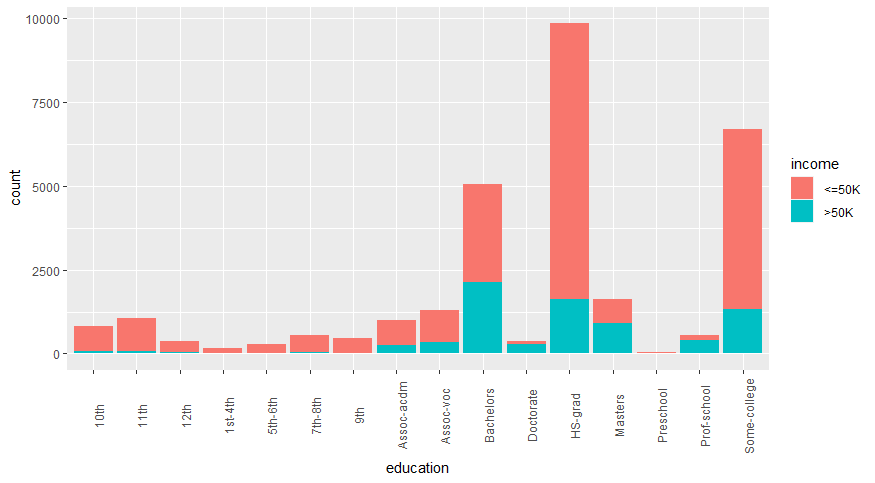 10000
7500
5000
2500
0
count
10th
11th
12th
1st-4th
5th-6th
7th-8th
9th
Assoc-acdm
Assoc-voc
Bachelors
Doctorate
HS-grad
Masters
Preschool
Prof-school
Some-college
education
income
<=50K
>50K